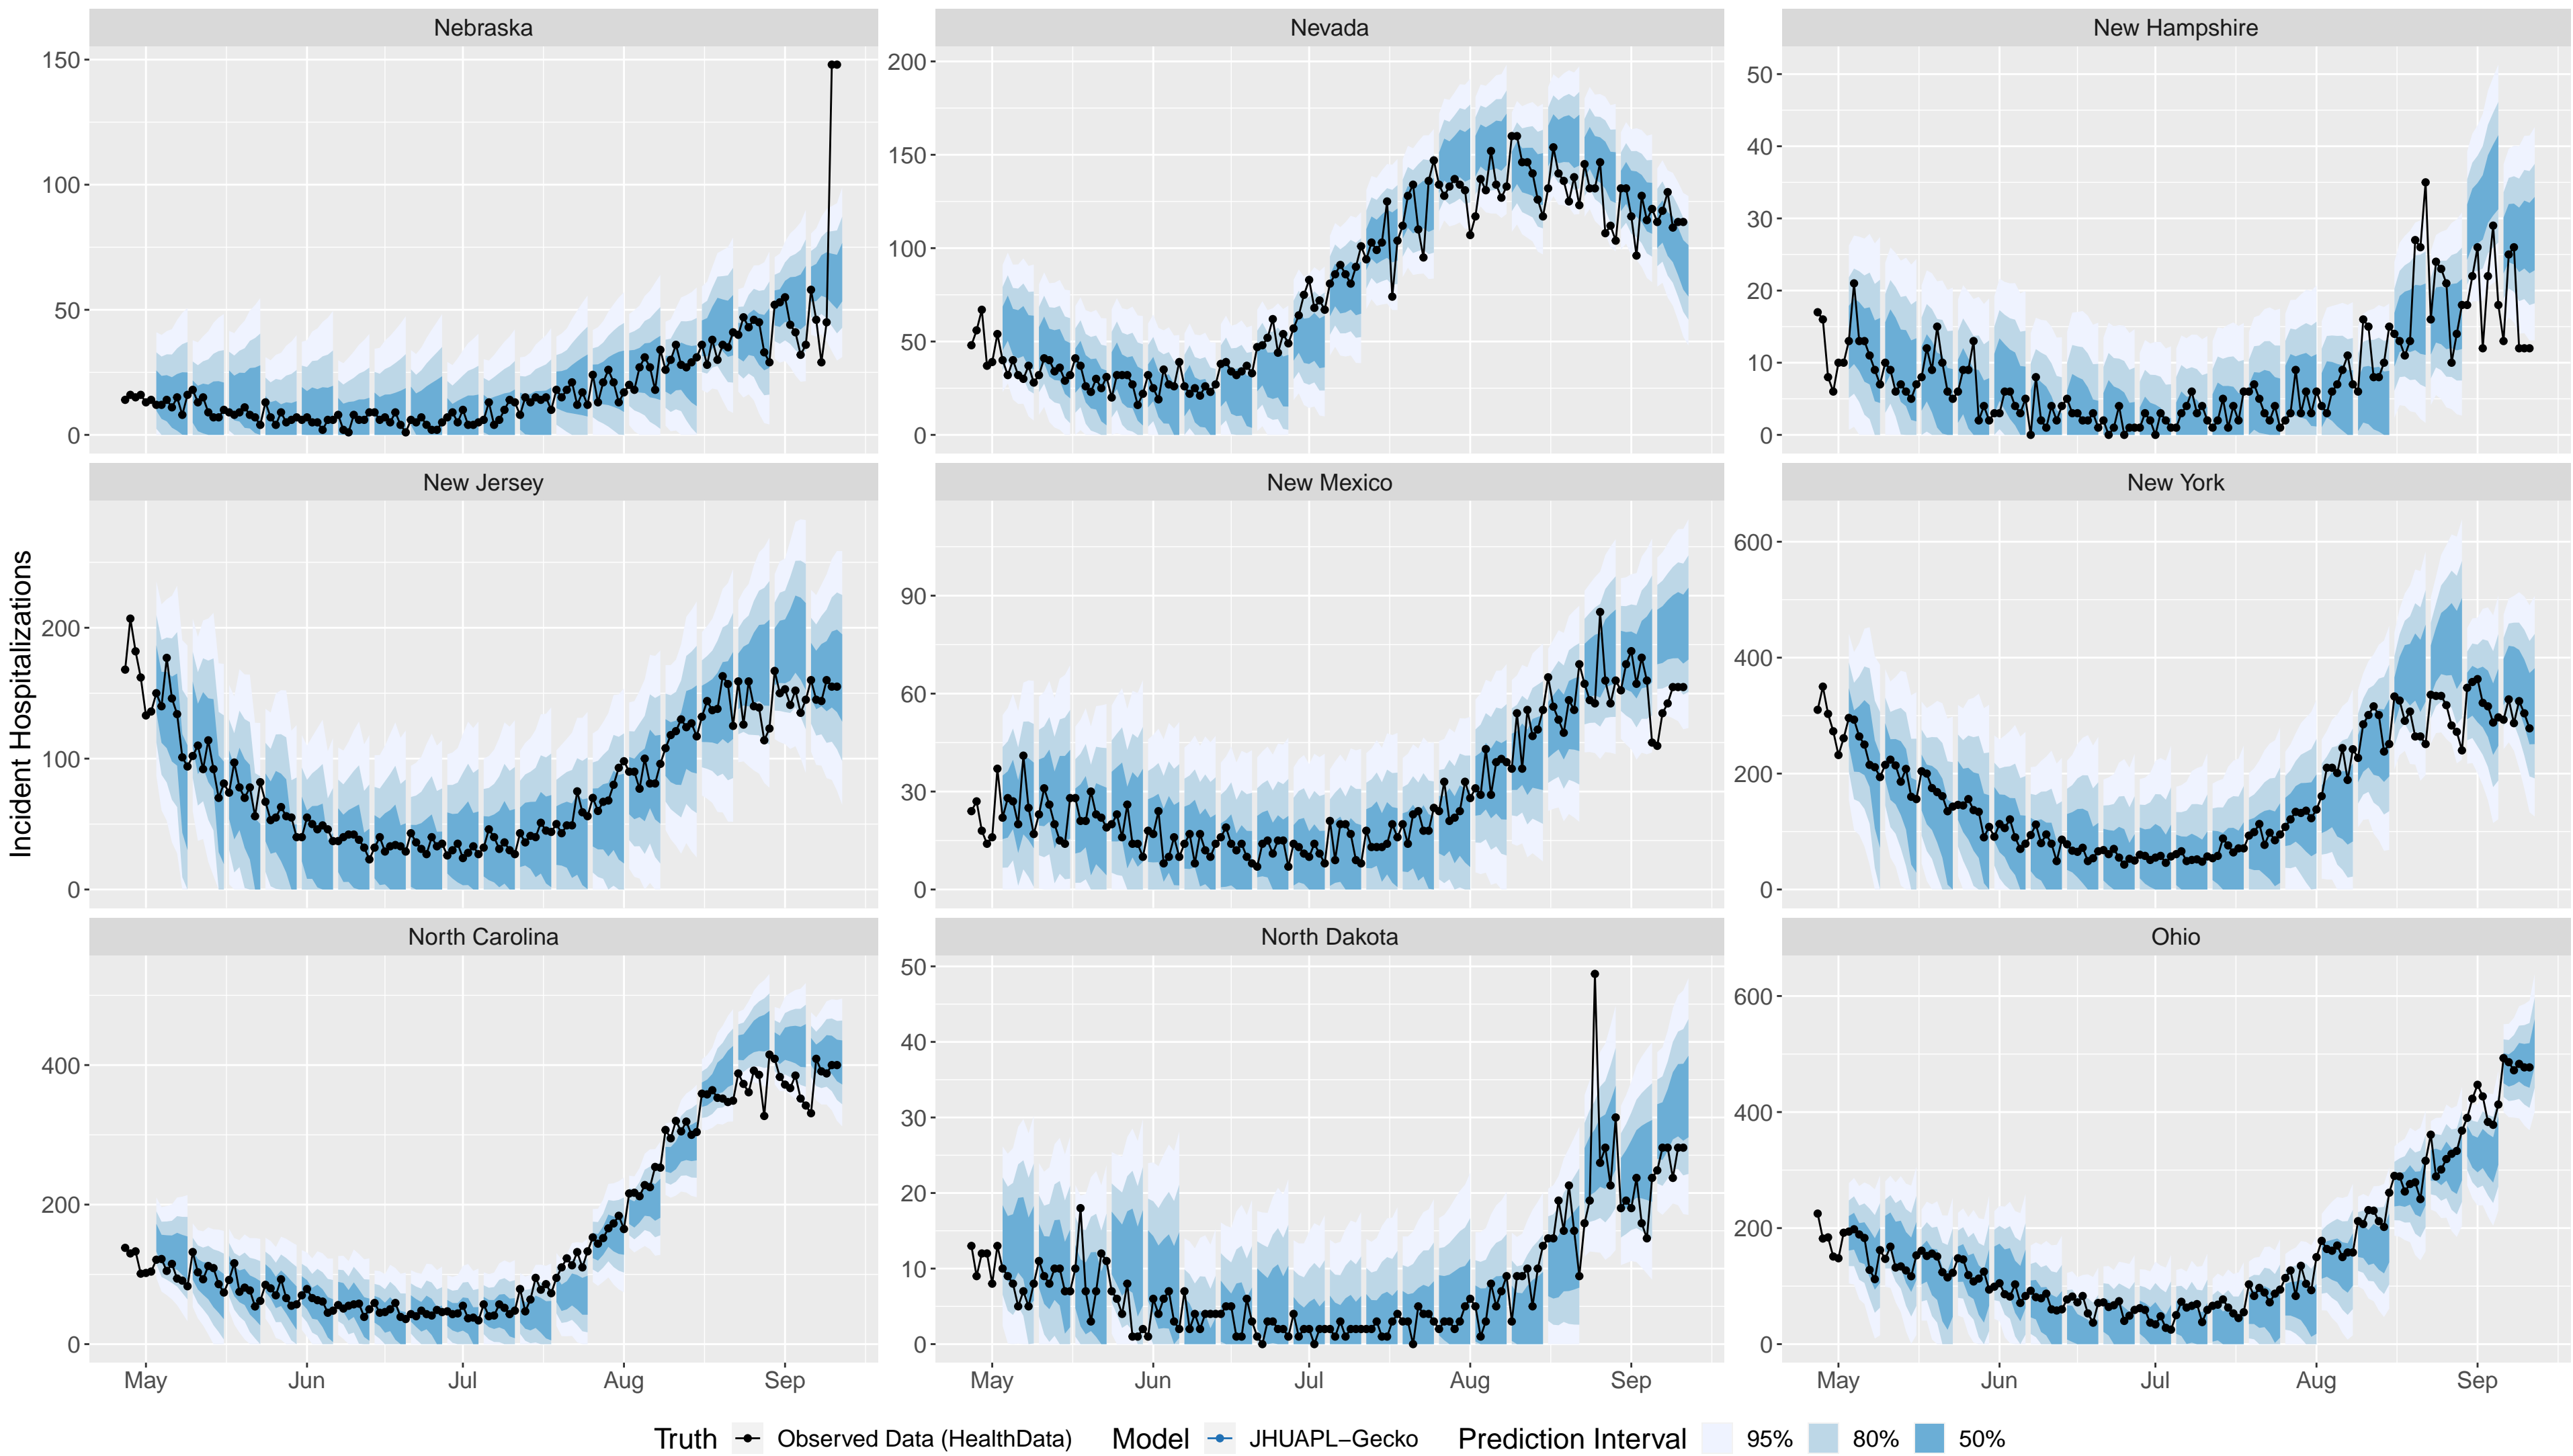 Nebraska Nevada New Hampshire
150 100 50 0
200 150 100 50 0
50 40 30 20 10 0
Incident Hospitalizations
New Jersey New Mexico New York
200 100 0
90 60 30 0
600 400 200 0
North Carolina North Dakota Ohio
400 200 0
50 40 30 20 10 0
600 400 200 0
May Jun Jul Aug Sep May Jun Jul Aug Sep May Jun Jul Aug Sep
Truth Observed Data (HealthData) Model JHUAPL−Gecko Prediction Interval 95% 80% 50%